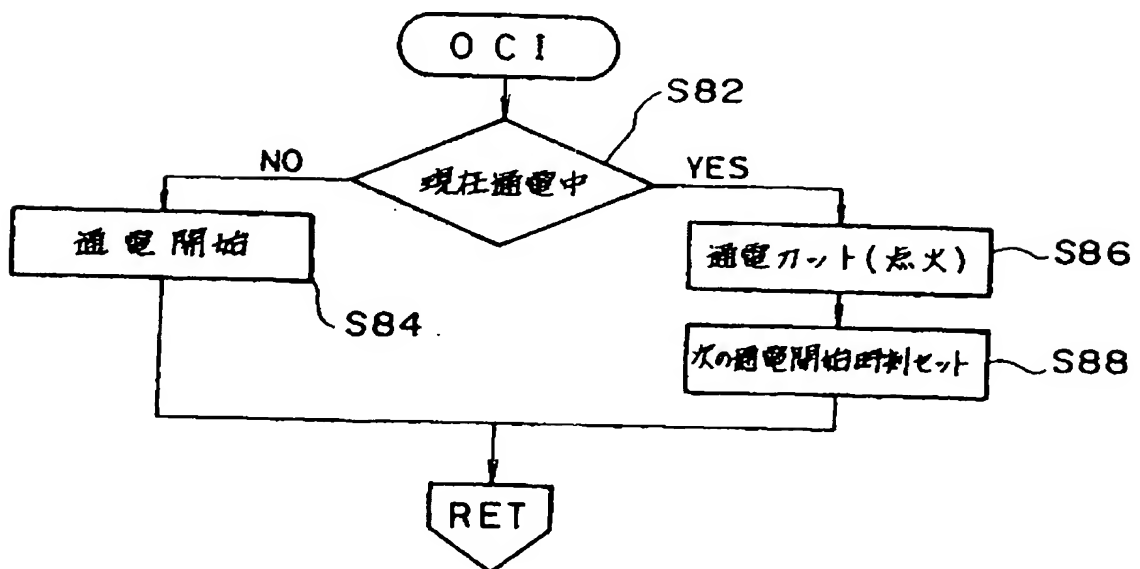 OCI
S82
NO
現在通電中
YES
通電開始
S84
通電カット(点火)
S86
次の通電開始時刻セット
S88
RET